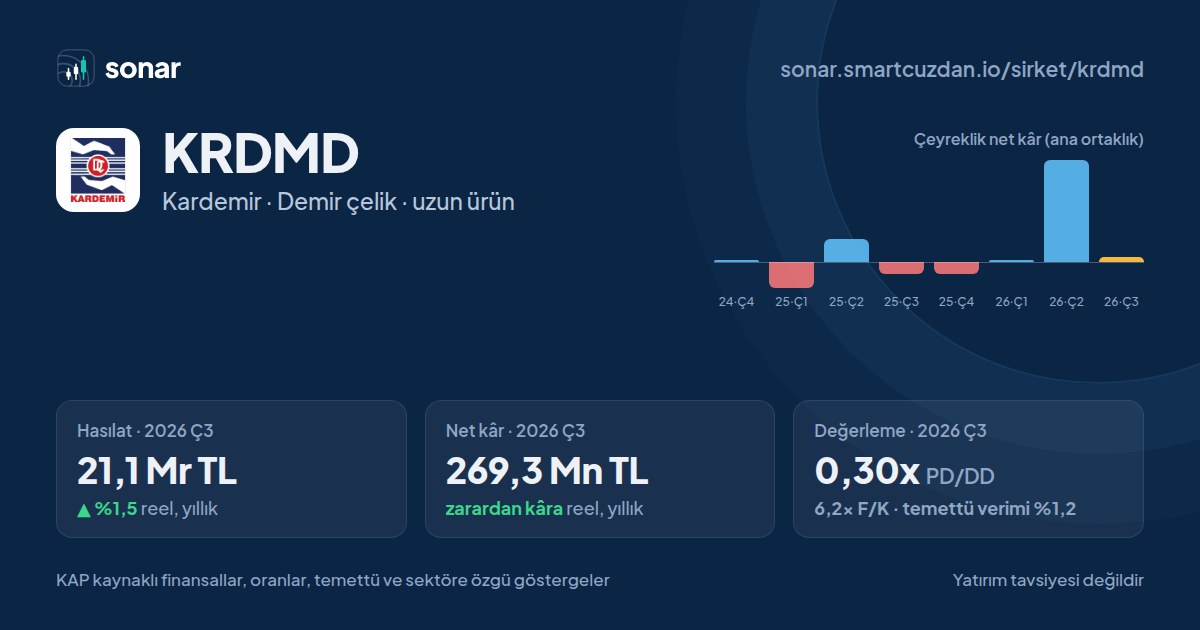 sonar
sonar.smartcuzdan.io/sirket/krdmd
KARDEMİR
KRDMD
Kardemir · Demir çelik · uzun ürün
Çeyreklik net kâr (ana ortaklık)
24·Ç4 25·Ç1 25·Ç2 25·Ç3 25·Ç4 26·Ç1 26·Ç2 26·Ç3
Hasılat · 2026 Ç3
21,1 Mr TL
▲ %1,5 reel, yıllık
Net kâr · 2026 Ç3
269,3 Mn TL
zarardan kâra reel, yıllık
Değerleme · 2026 Ç3
0,30x PD/DD
6,2× F/K · temettü verimi %1,2
KAP kaynaklı finansallar, oranlar, temettü ve sektöre özgü göstergeler
Yatırım tavsiyesi değildir